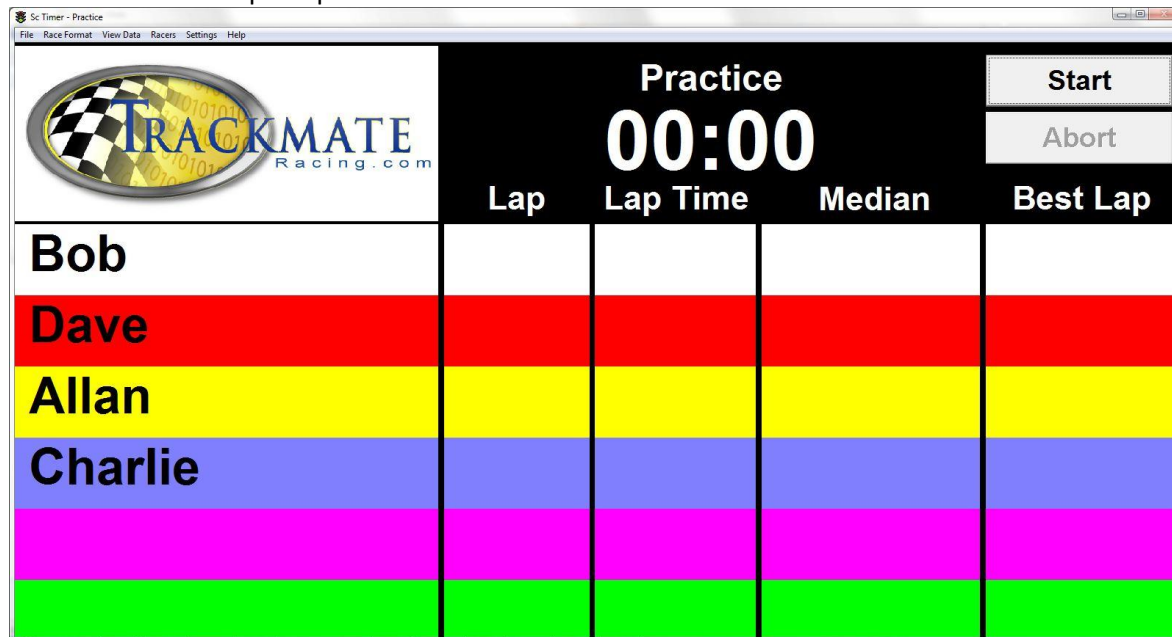 Sc Timer - Practice
File Race Format View Data Racers Settings Help
TRACKMATE
Racing.com
Practice
00:00
Start
Abort
Lap Lap Time Median Best Lap
Bob
Dave
Allan
Charlie